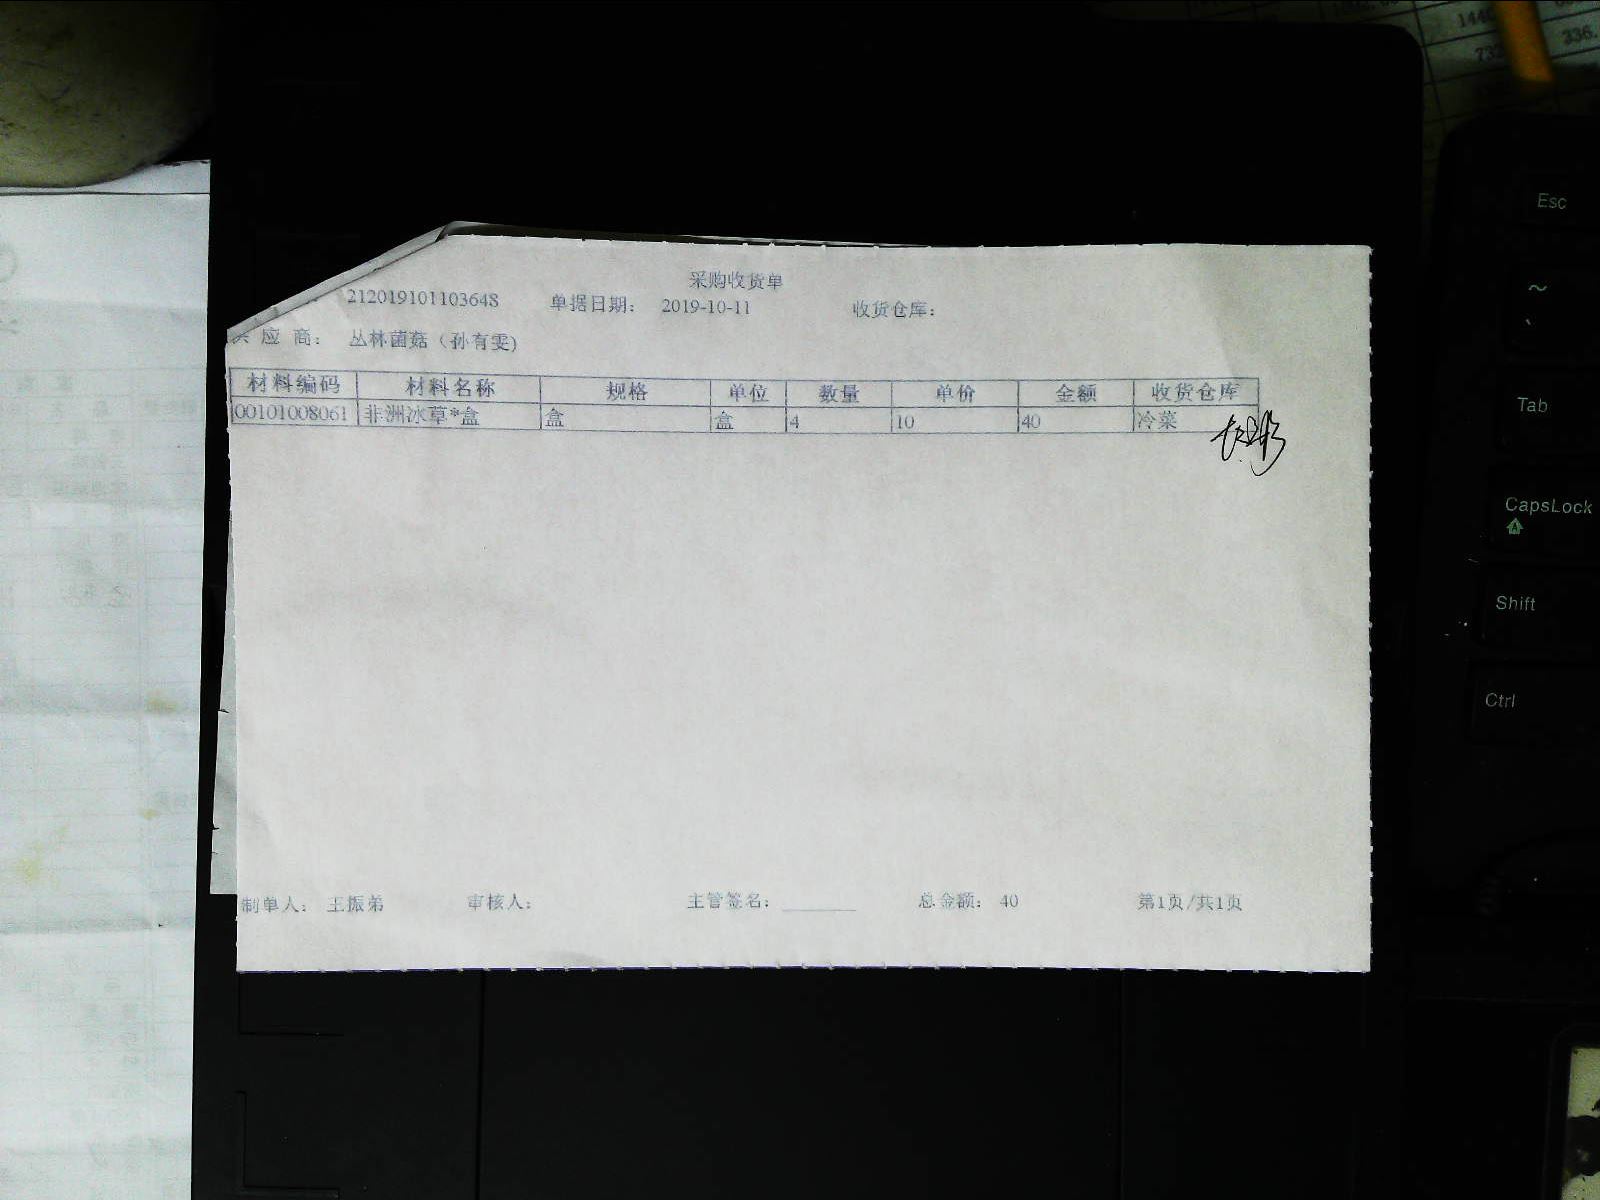 采购收货单
212019101103648 单据日期： 2019-10-11 收货仓库：
应 商： 丛林菌菇（孙有雯）
材料编码 材料名称 规格 单位 数量 单价 金额 收货仓库
00101008061 非洲冰草*盒 盒 盒 4 10 40 冷菜
制单人： 王振弟 审核人： 主管签名：______ 总金额： 40 第1页/共1页
Esc
~
Tab
CapsLock
Shift
Ctrl